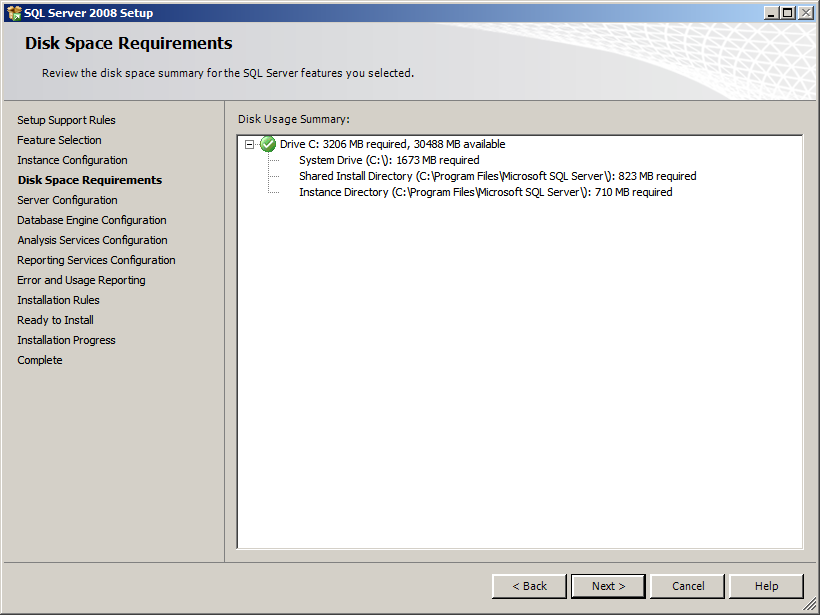 SQL Server 2008 Setup
Disk Space Requirements
Review the disk space summary for the SQL Server features you selected.
Setup Support Rules
Feature Selection
Instance Configuration
Disk Space Requirements
Server Configuration
Database Engine Configuration
Analysis Services Configuration
Reporting Services Configuration
Error and Usage Reporting
Installation Rules
Ready to Install
Installation Progress
Complete
Disk Usage Summary:
Drive C: 3206 MB required, 30488 MB available
System Drive (C:\): 1673 MB required
Shared Install Directory (C:\Program Files\Microsoft SQL Server\): 823 MB required
Instance Directory (C:\Program Files\Microsoft SQL Server\): 710 MB required
< Back
Next >
Cancel
Help